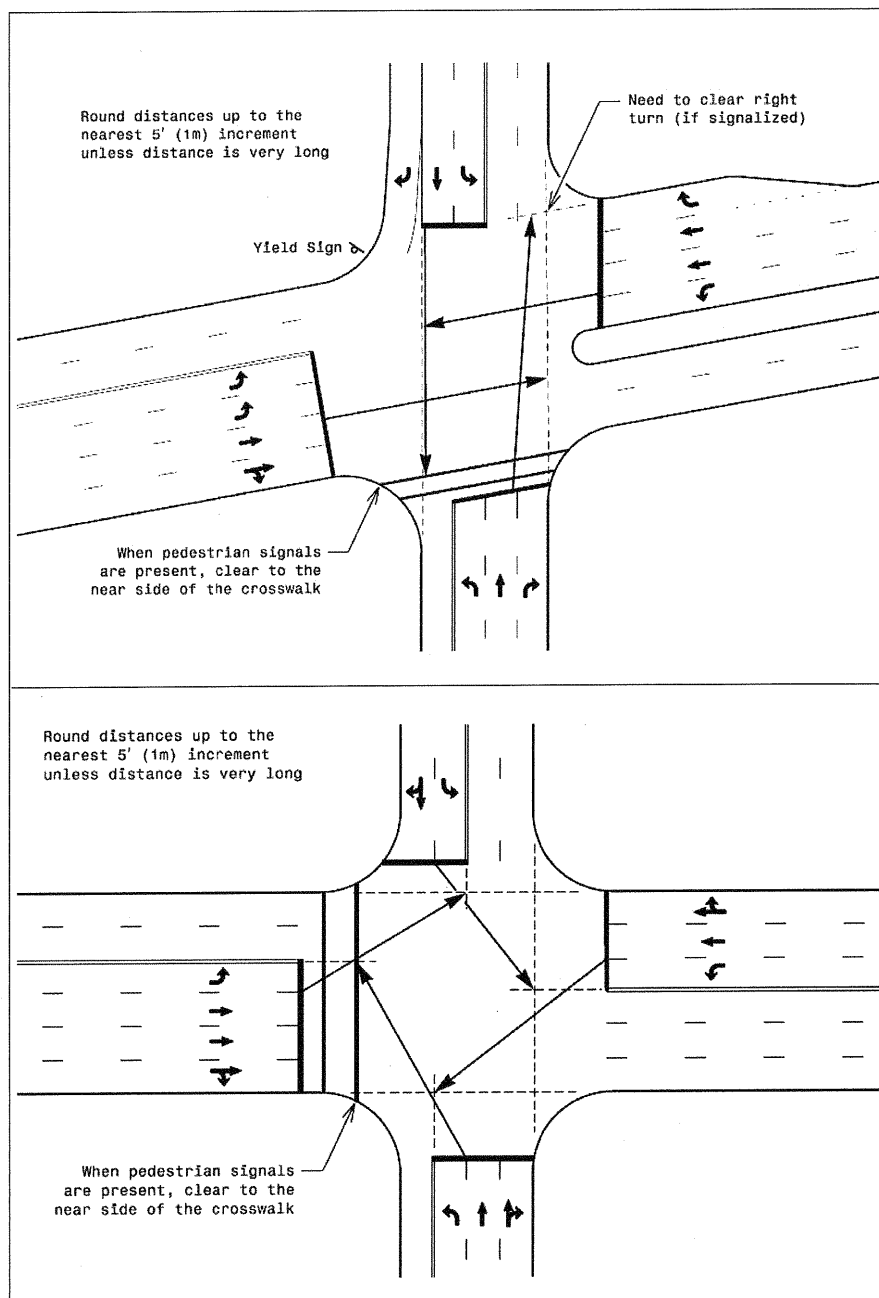 Round distances up to the
nearest 5' (1m) increment
unless distance is very long
Need to clear right
turn (if signalized)
Yield Sign
When pedestrian signals
are present, clear to the
near side of the crosswalk
Round distances up to the
nearest 5' (1m) increment
unless distance is very long
When pedestrian signals
are present, clear to the
near side of the crosswalk